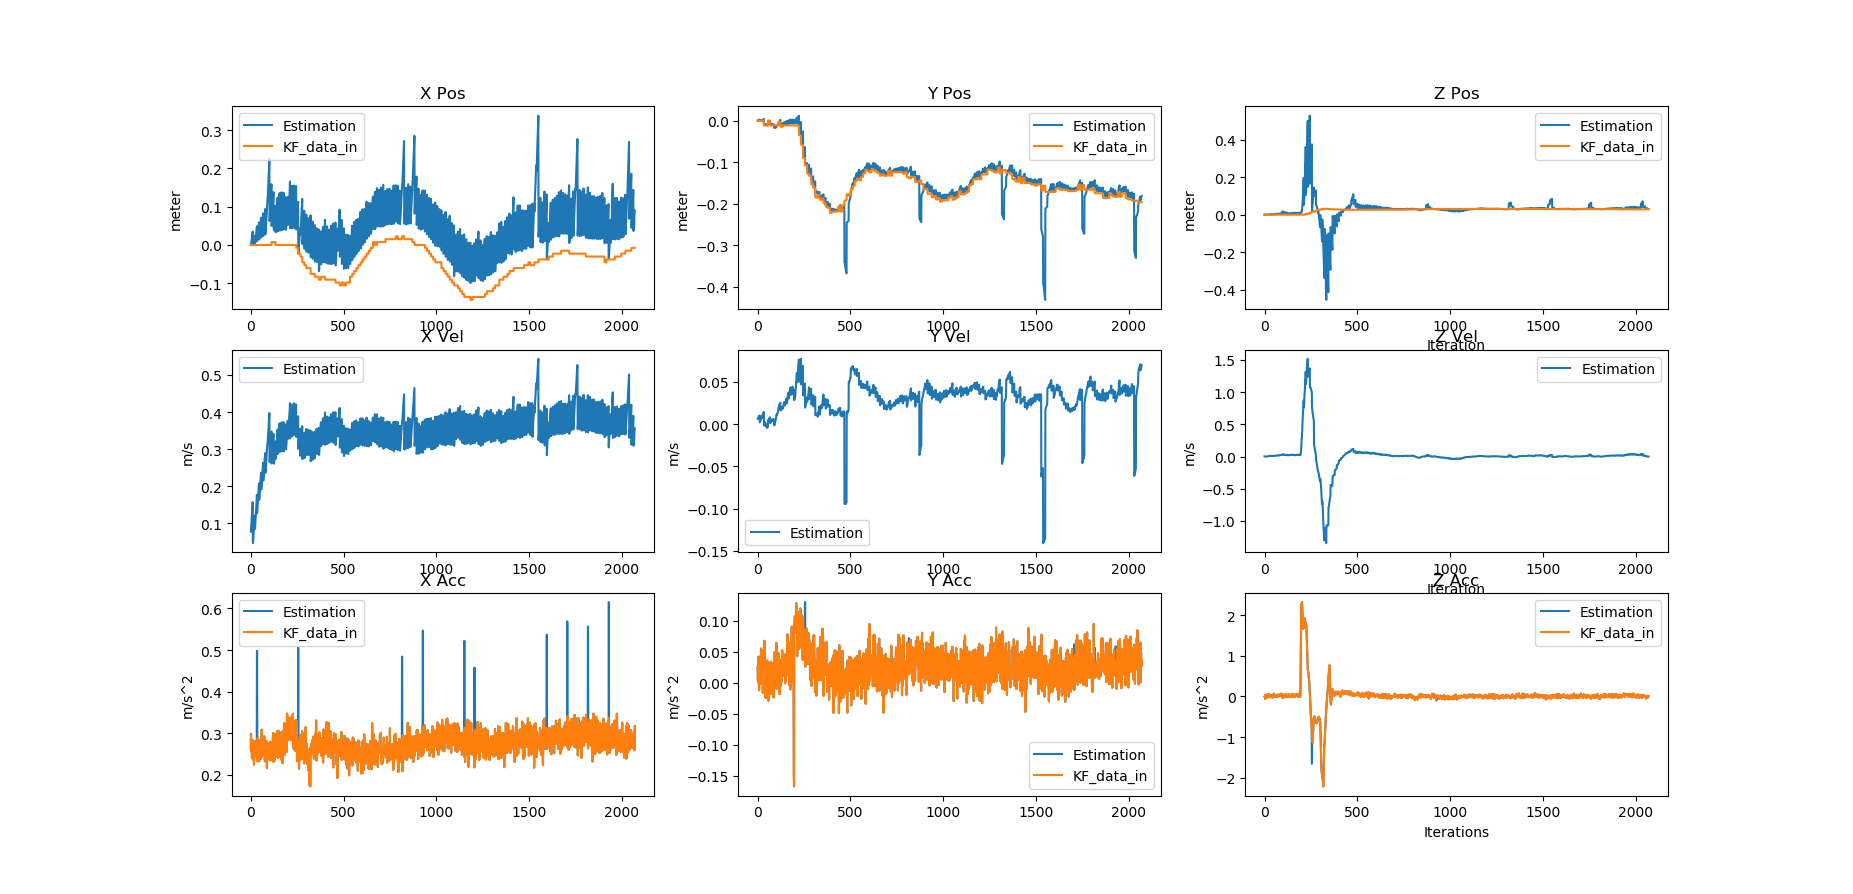 X Pos
Y Pos
Z Pos
Estimation
KF_data_in
0.3
0.2
0.1
0.0
−0.1
meter
0
500
1000
1500
2000
Estimation
KF_data_in
0.0
−0.1
−0.2
−0.3
−0.4
meter
0
500
1000
1500
2000
Estimation
KF_data_in
0.4
0.2
0.0
−0.2
−0.4
meter
0
500
1000
1500
2000
Iteration
X Vel
Y Vel
Z Vel
Estimation
0.5
0.4
0.3
0.2
0.1
m/s
0
500
1000
1500
2000
Estimation
0.05
0.00
−0.05
−0.10
−0.15
m/s
0
500
1000
1500
2000
Estimation
1.5
1.0
0.5
0.0
−0.5
−1.0
m/s
0
500
1000
1500
2000
Iteration
X Acc
Y Acc
Z Acc
Estimation
KF_data_in
0.6
0.5
0.4
0.3
0.2
m/s^2
0
500
1000
1500
2000
Estimation
KF_data_in
0.10
0.05
0.00
−0.05
−0.10
−0.15
m/s^2
0
500
1000
1500
2000
Estimation
KF_data_in
2
1
0
−1
−2
m/s^2
0
500
1000
1500
2000
Iterations